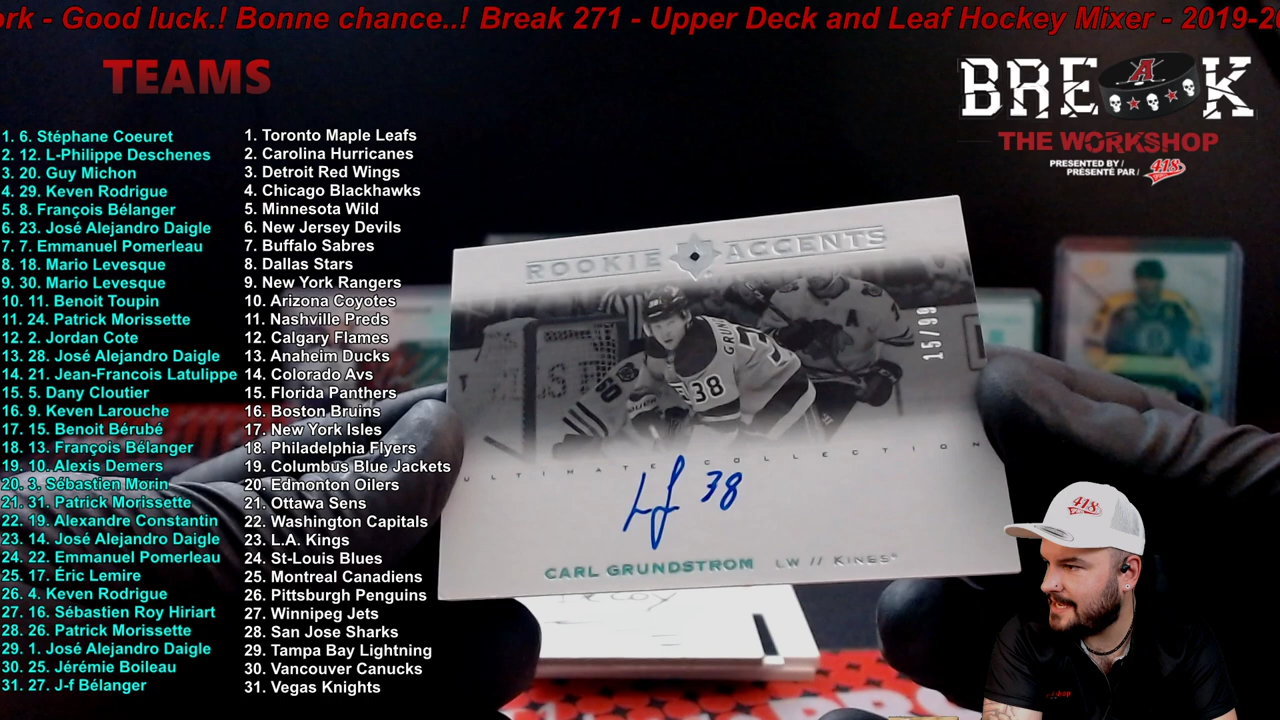 ork - Good luck.! Bonne chance..! Break 271 - Upper Deck and Leaf Hockey Mixer - 2019-20
TEAMS
BREAK
A
THE WORKSHOP
PRESENTED BY /
PRÉSENTÉ PAR /
418
1. 6. Stéphane Coeuret
2. 12. L-Philippe Deschenes
3. 20. Guy Michon
4. 29. Keven Rodrigue
5. 8. François Bélanger
6. 23. José Alejandro Daigle
7. 7. Emmanuel Pomerleau
8. 18. Mario Levesque
9. 30. Mario Levesque
10. 11. Benoit Toupin
11. 24. Patrick Morissette
12. 2. Jordan Cote
13. 28. José Alejandro Daigle
14. 21. Jean-Francois Latulippe
15. 5. Dany Cloutier
16. 9. Keven Larouche
17. 15. Benoit Bérubé
18. 13. François Bélanger
19. 10. Alexis Demers
20. 3. Sébastien Morin
21. 31. Patrick Morissette
22. 19. Alexandre Constantin
23. 14. José Alejandro Daigle
24. 22. Emmanuel Pomerleau
25. 17. Éric Lemire
26. 4. Keven Rodrigue
27. 16. Sébastien Roy Hiriart
28. 26. Patrick Morissette
29. 1. José Alejandro Daigle
30. 25. Jérémie Boileau
31. 27. J-f Bélanger
1. Toronto Maple Leafs
2. Carolina Hurricanes
3. Detroit Red Wings
4. Chicago Blackhawks
5. Minnesota Wild
6. New Jersey Devils
7. Buffalo Sabres
8. Dallas Stars
9. New York Rangers
10. Arizona Coyotes
11. Nashville Preds
12. Calgary Flames
13. Anaheim Ducks
14. Colorado Avs
15. Florida Panthers
16. Boston Bruins
17. New York Isles
18. Philadelphia Flyers
19. Columbus Blue Jackets
20. Edmonton Oilers
21. Ottawa Sens
22. Washington Capitals
23. L.A. Kings
24. St-Louis Blues
25. Montreal Canadiens
26. Pittsburgh Penguins
27. Winnipeg Jets
28. San Jose Sharks
29. Tampa Bay Lightning
30. Vancouver Canucks
31. Vegas Knights
ROOKIE ACCENTS
15/99
GRUN
38
50
A
ULTIMATE COLLECTION
38
CARL GRUNDSTROM LW // KINGS
418